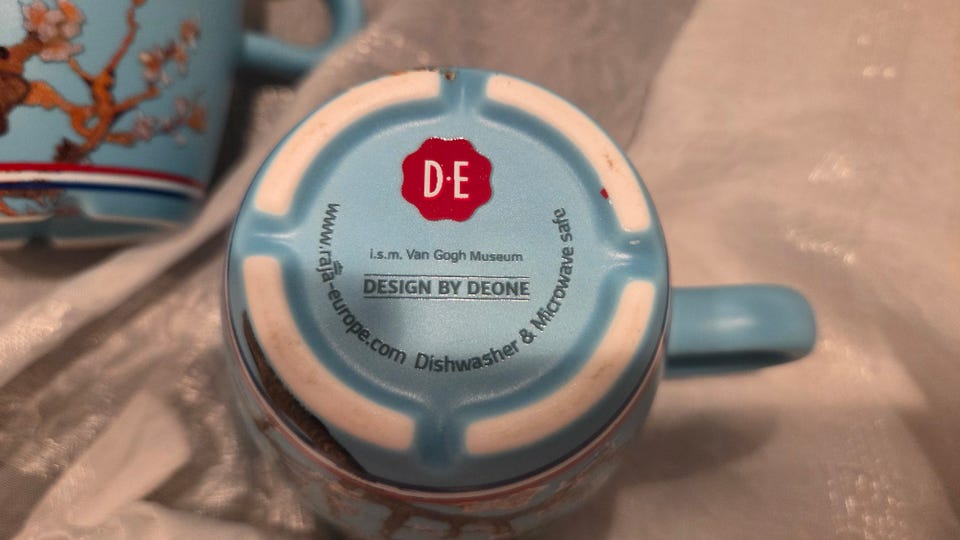 D·E
i.s.m. Van Gogh Museum
DESIGN BY DEONE
www.raja-europe.com Dishwasher & Microwave safe